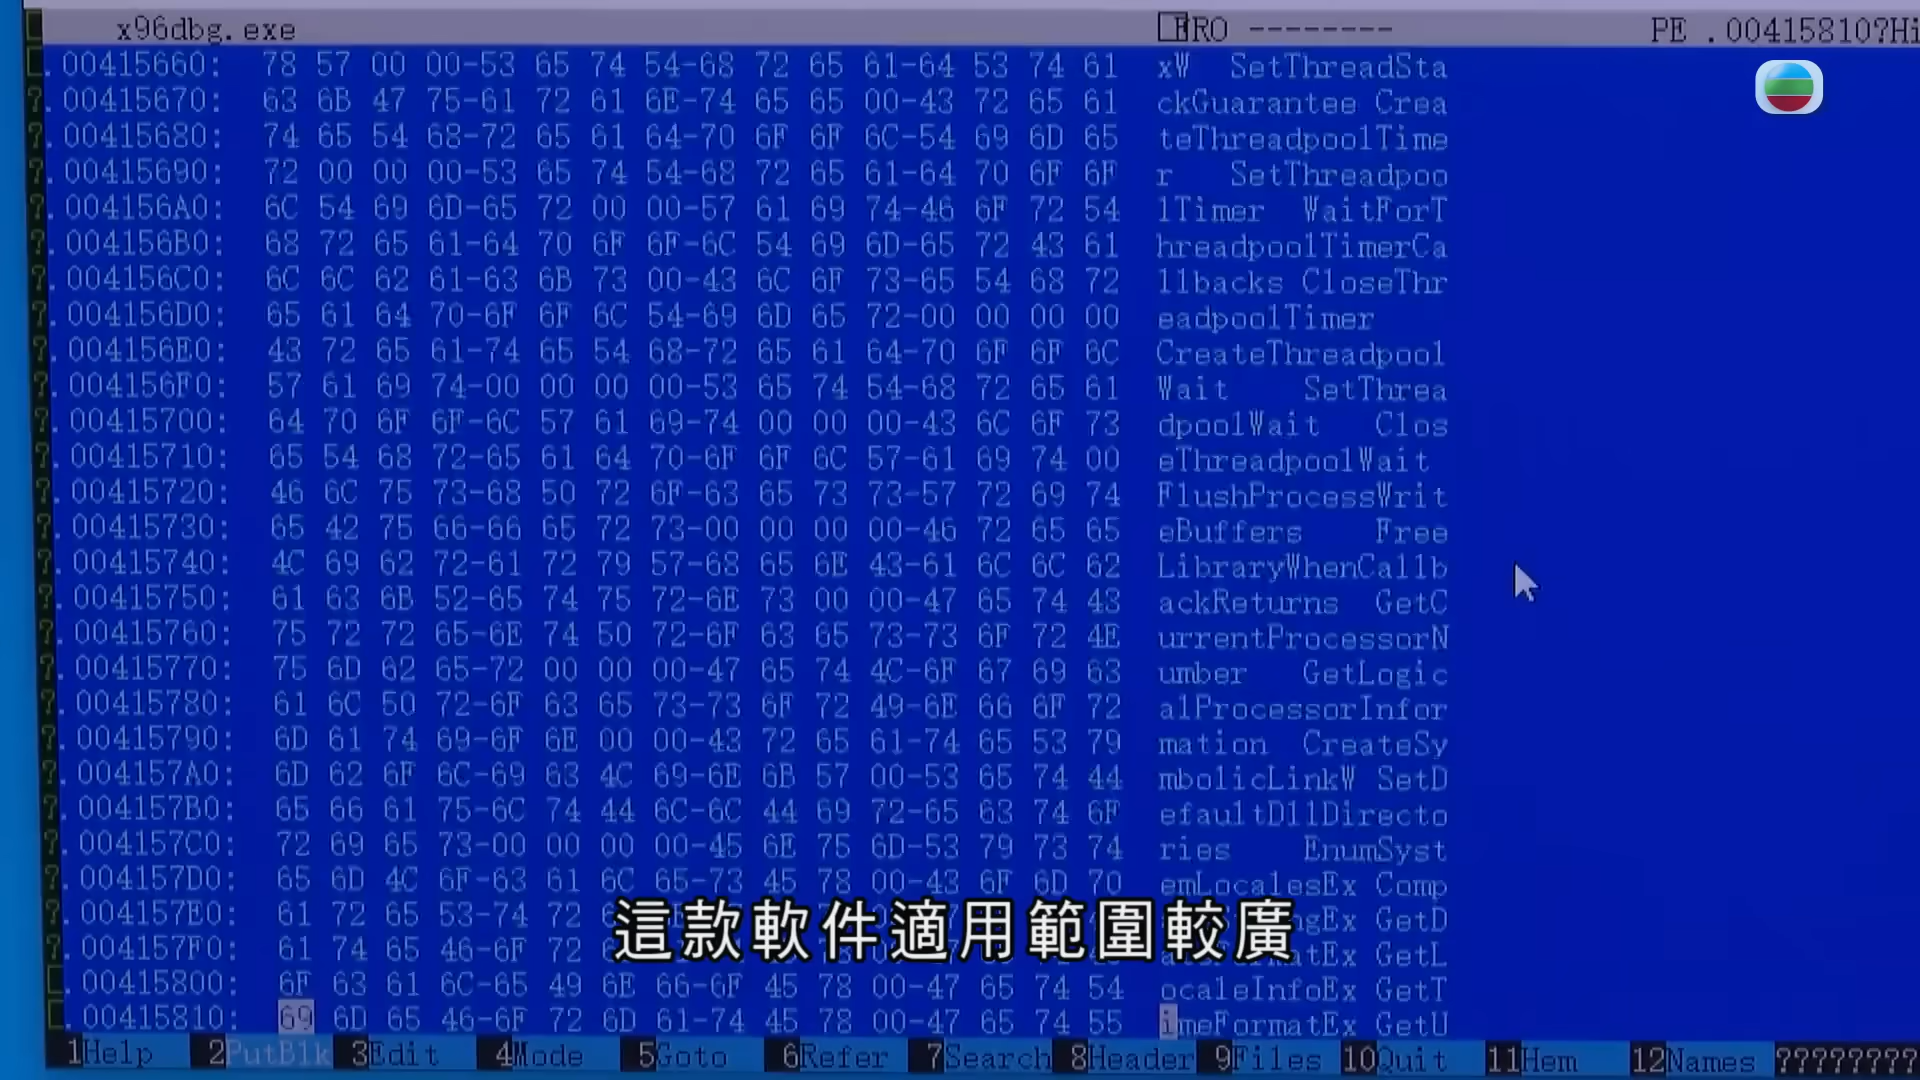 x96dbg.exe FRO -------- PE .00415810?Hi
.00415660: 78 57 00 00-53 65 74 54-68 72 65 61-64 53 74 61 xW SetThreadSta
?.00415670: 63 6B 47 75-61 72 61 6E-74 65 65 00-43 72 65 61 ckGuarantee Crea
?.00415680: 74 65 54 68-72 65 61 64-70 6F 6F 6C-54 69 6D 65 teThreadpoolTime
?.00415690: 72 00 00 00-53 65 74 54-68 72 65 61-64 70 6F 6F r SetThreadpoo
?.004156A0: 6C 54 69 6D-65 72 00 00-57 61 69 74-46 6F 72 54 lTimer WaitForT
?.004156B0: 68 72 65 61-64 70 6F 6F-6C 54 69 6D-65 72 43 61 hreadpoolTimerCa
?.004156C0: 6C 6C 62 61-63 6B 73 00-43 6C 6F 73-65 54 68 72 llbacks CloseThr
?.004156D0: 65 61 64 70-6F 6F 6C 54-69 6D 65 72-00 00 00 00 eadpoolTimer
?.004156E0: 43 72 65 61-74 65 54 68-72 65 61 64-70 6F 6F 6C CreateThreadpool
?.004156F0: 57 61 69 74-00 00 00 00-53 65 74 54-68 72 65 61 Wait SetThrea
?.00415700: 64 70 6F 6F-6C 57 61 69-74 00 00 00-43 6C 6F 73 dpoolWait Clos
?.00415710: 65 54 68 72-65 61 64 70-6F 6F 6C 57-61 69 74 00 eThreadpoolWait
?.00415720: 46 6C 75 73-68 50 72 6F-63 65 73 73-57 72 69 74 FlushProcessWrit
?.00415730: 65 42 75 66-66 65 72 73-00 00 00 00-46 72 65 65 eBuffers Free
?.00415740: 4C 69 62 72-61 72 79 57-68 65 6E 43-61 6C 6C 62 LibraryWhenCallb
?.00415750: 61 63 6B 52-65 74 75 72-6E 73 00 00-47 65 74 43 ackReturns GetC
?.00415760: 75 72 72 65-6E 74 50 72-6F 63 65 73-73 6F 72 4E urrentProcessorN
?.00415770: 75 6D 62 65-72 00 00 00-47 65 74 4C-6F 67 69 63 umber GetLogic
?.00415780: 61 6C 50 72-6F 63 65 73-73 6F 72 49-6E 66 6F 72 alProcessorInfor
?.00415790: 6D 61 74 69-6F 6E 00 00-43 72 65 61-74 65 53 79 mation CreateSy
?.004157A0: 6D 62 6F 6C-69 63 4C 69-6E 6B 57 00-53 65 74 44 mbolicLinkW SetD
?.004157B0: 65 66 61 75-6C 74 44 6C-6C 44 69 72-65 63 74 6F efaultDllDirecto
?.004157C0: 72 69 65 73-00 00 00 00-45 6E 75 6D-53 79 73 74 ries EnumSyst
?.004157D0: 65 6D 4C 6F-63 61 6C 65-73 45 78 00-43 6F 6D 70 emLocalesEx Comp
?.004157E0: 61 72 65 53-74 72 ngEx GetD
?.004157F0: 61 74 65 46-6F 72 matEx GetL
.00415800: 6F 63 61 6C-65 49 6E 66-6F 45 78 00-47 65 74 54 ocaleInfoEx GetT
.00415810: 69 6D 65 46-6F 72 6D 61-74 45 78 00-47 65 74 55 imeFormatEx GetU
這款軟件適用範圍較廣
1Help 2PutBlk 3Edit 4Mode 5Goto 6Refer 7Search 8Header 9Files 10Quit 11Hem 12Names ????????